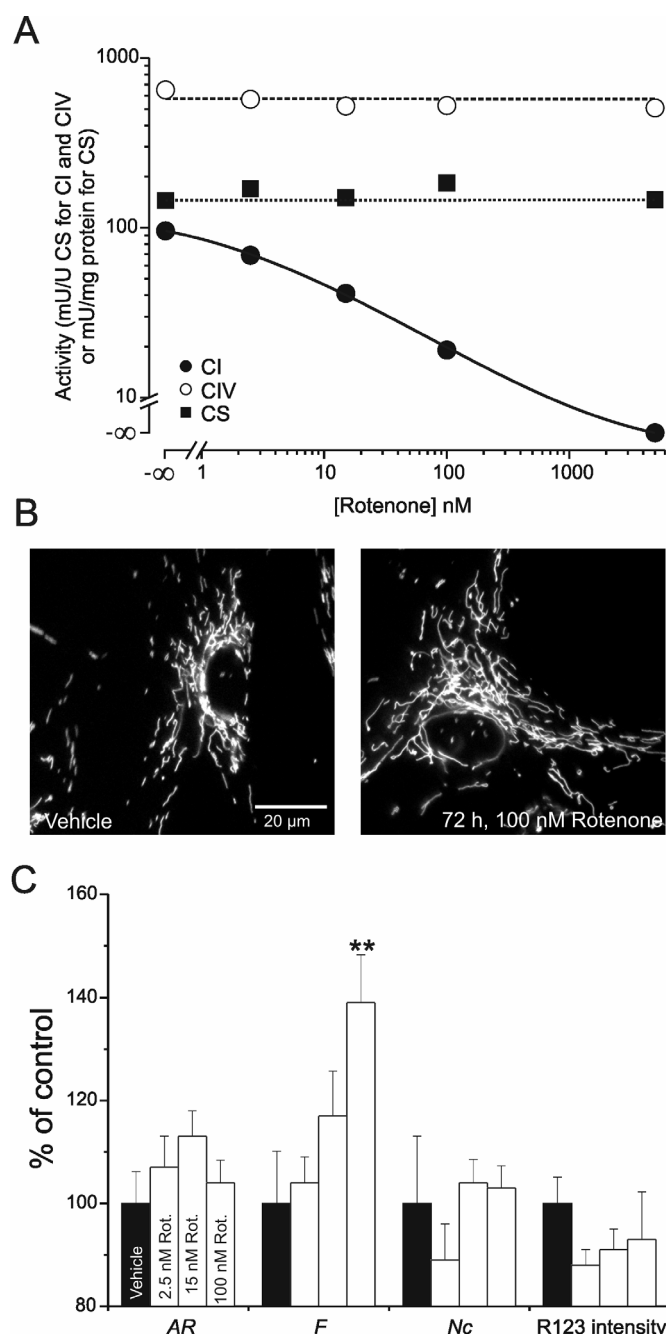 A
Activity (mU/U CS for CI and CIV
or mU/mg protein for CS)
1000
100
10
-∞
CI
CIV
CS
-∞ 1 10 100 1000
[Rotenone] nM
B
Vehicle
20 µm
72 h, 100 nM Rotenone
C
% of control
160
140
120
100
80
**
Vehicle
2.5 nM Rot.
15 nM Rot.
100 nM Rot.
AR F Nc R123 intensity